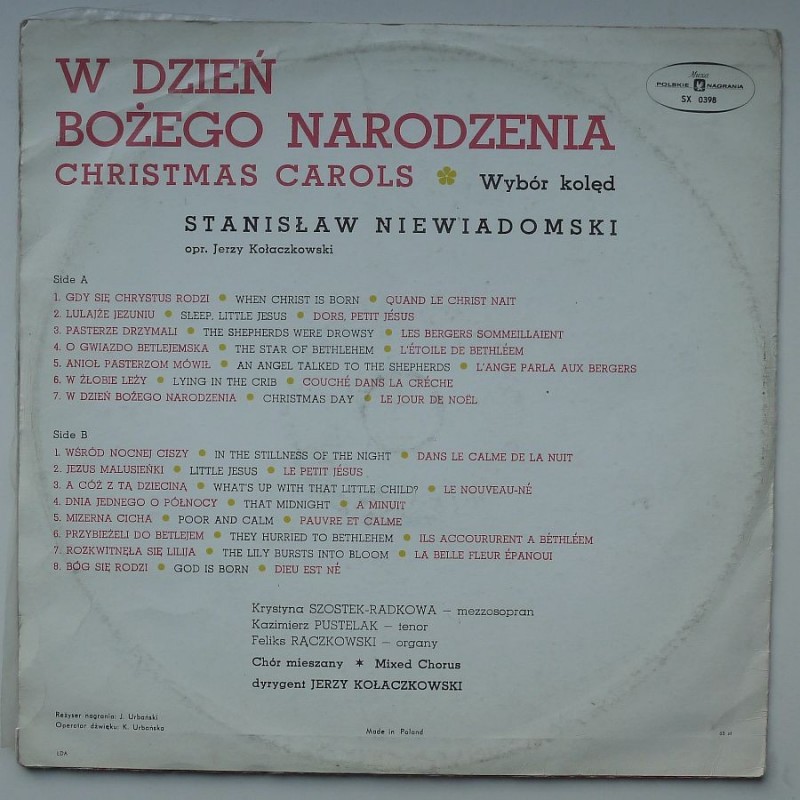 W DZIEŃ
BOŻEGO NARODZENIA
CHRISTMAS CAROLS Wybór kolęd
Muza
POLSKIE NAGRANIA
SX 0398
STANISŁAW NIEWIADOMSKI
opr. Jerzy Kołaczkowski
Side A
1. GDY SIĘ CHRYSTUS RODZI ● WHEN CHRIST IS BORN ● QUAND LE CHRIST NAIT
2. LULAJŻE JEZUNIU ● SLEEP, LITTLE JESUS ● DORS, PETIT JÉSUS
3. PASTERZE DRZYMALI ● THE SHEPHERDS WERE DROWSY ● LES BERGERS SOMMEILLAIENT
4. O GWIAZDO BETLEJEMSKA ● THE STAR OF BETHLEHEM ● L'ÉTOILE DE BETHLÉEM
5. ANIOŁ PASTERZOM MÓWIŁ ● AN ANGEL TALKED TO THE SHEPHERDS ● L'ANGE PARLA AUX BERGERS
6. W ŻŁOBIE LEŻY ● LYING IN THE CRIB ● COUCHÉ DANS LA CRÉCHE
7. W DZIEŃ BOŻEGO NARODZENIA ● CHRISTMAS DAY ● LE JOUR DE NOËL
Side B
1. WŚRÓD NOCNEJ CISZY ● IN THE STILLNESS OF THE NIGHT ● DANS LE CALME DE LA NUIT
2. JEZUS MALUSIEŃKI ● LITTLE JESUS ● LE PETIT JÉSUS
3. A CÓŻ Z TĄ DZIECINĄ ● WHAT'S UP WITH THAT LITTLE CHILD? ● LE NOUVEAU-NÉ
4. DNIA JEDNEGO O PÓŁNOCY ● THAT MIDNIGHT ● A MINUIT
5. MIZERNA CICHA ● POOR AND CALM ● PAUVRE ET CALME
6. PRZYBIEŻELI DO BETLEJEM ● THEY HURRIED TO BETHLEHEM ● ILS ACCOURURENT A BÉTHLÉEM
7. ROZKWITNĘŁA SIĘ LILIJA ● THE LILY BURSTS INTO BLOOM ● LA BELLE FLEUR ÉPANOUI
8. BÓG SIĘ RODZI ● GOD IS BORN ● DIEU EST NÉ
Krystyna SZOSTEK-RADKOWA – mezzosopran
Kazimierz PUSTELAK – tenor
Feliks RĄCZKOWSKI – organy
Chór mieszany ✶ Mixed Chorus
dyrygent JERZY KOŁACZKOWSKI
Reżyser nagrania: J. Urbański
Operator dźwięku: K. Urbańska
Made in Poland